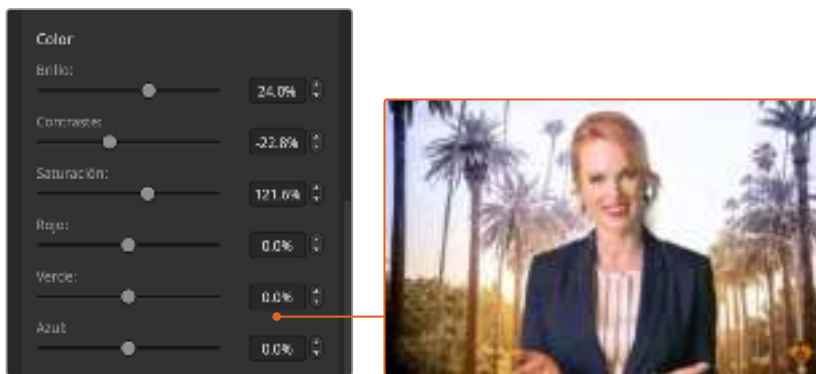 Color
Brillo:
24.0%
Contraste:
-22.8%
Saturación:
121.6%
Rojo:
0.0%
Verde:
0.0%
Azul:
0.0%